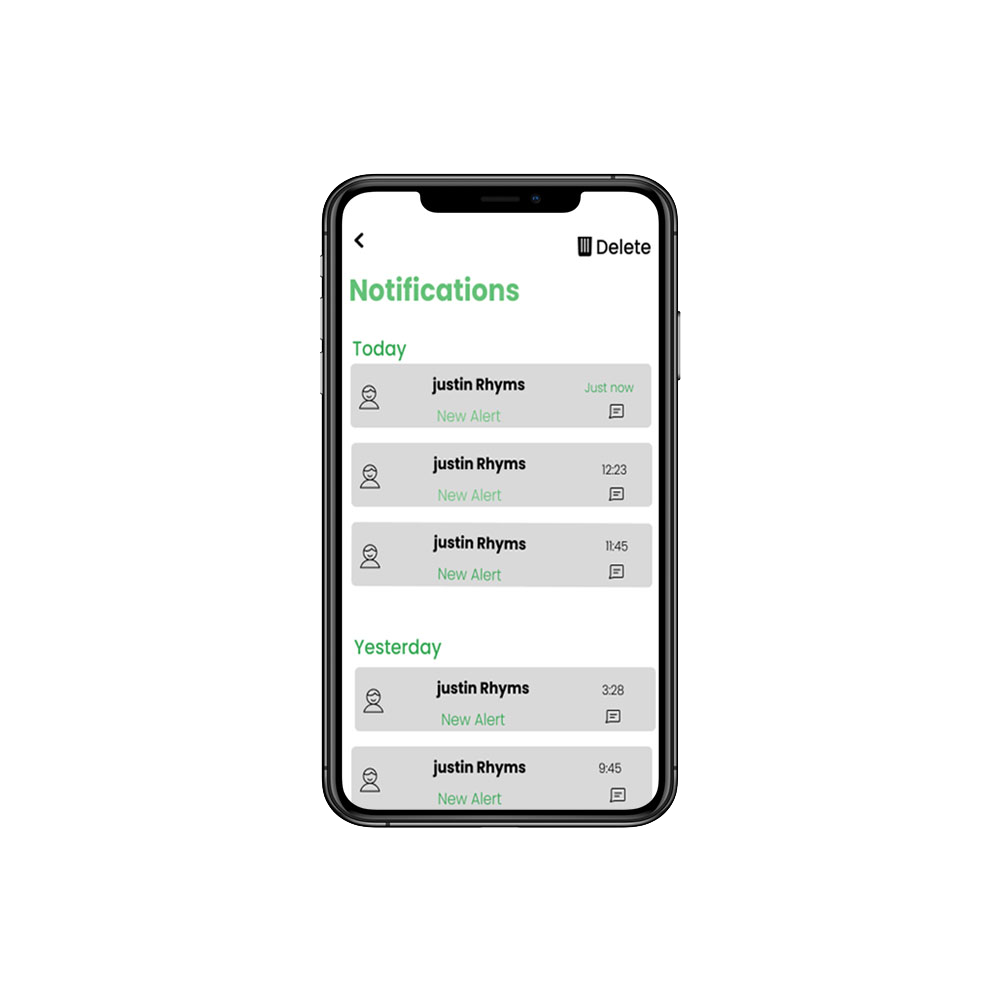 Delete
Notifications
Today
justin Rhyms
Just now
New Alert
justin Rhyms
12:23
New Alert
justin Rhyms
11:45
New Alert
Yesterday
justin Rhyms
3:28
New Alert
justin Rhyms
9:45
New Alert